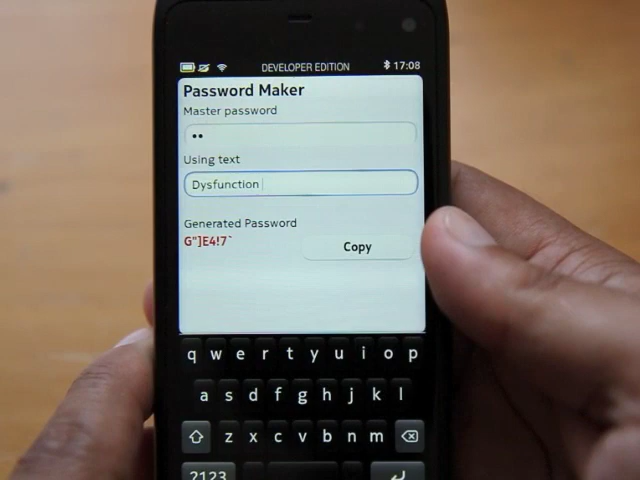 DEVELOPER EDITION 17:08
Password Maker
Master password
••
Using text
Dysfunction
Generated Password
G"]E4!7`
Copy
q w e r t y u i o p
a s d f g h j k l
z x c v b n m
?123